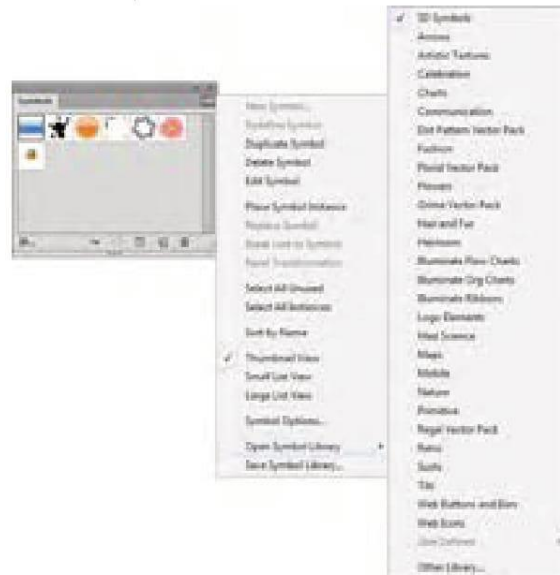 Symbols
New Symbol...
Redefine Symbol
Duplicate Symbol
Delete Symbol
Edit Symbol
Place Symbol Instance
Replace Symbol
Break Link to Symbol
Reset Transformation
Select All Unused
Select All Instances
Sort by Name
✓ Thumbnail View
Small List View
Large List View
Symbol Options...
Open Symbol Library
Save Symbol Library...
✓ 3D Symbols
Arrows
Artistic Textures
Celebration
Charts
Communication
Dot Pattern Vector Pack
Fashion
Florid Vector Pack
Flowers
Grime Vector Pack
Hair and Fur
Heirloom
Illuminate Flow Charts
Illuminate Org Charts
Illuminate Ribbons
Logo Elements
Mad Science
Maps
Mobile
Nature
Primitive
Regal Vector Pack
Retro
Sushi
Tiki
Web Buttons and Bars
Web Icons
User Defined
Other Library...